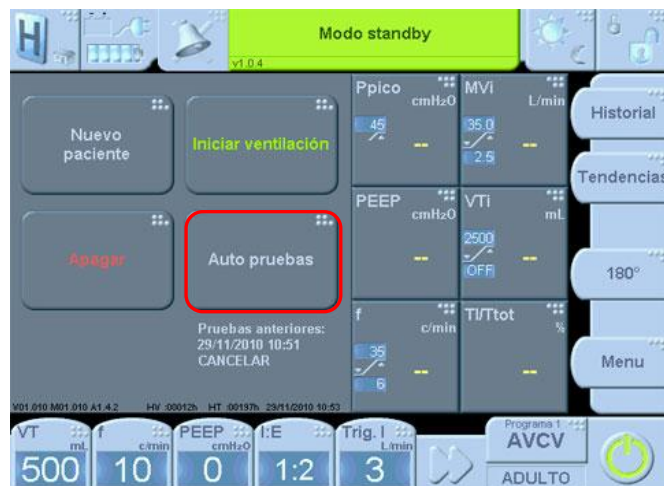 H
Modo standby
v1.0.4
Nuevo
paciente
Iniciar ventilación
Apagar
Auto pruebas
Pruebas anteriores:
29/11/2010 10:51
CANCELAR
V01.010 M01.010 A1.4.2 HV :00012h HT :00197h 29/11/2010 10:53
Ppico
cmH₂O
45
--
MVi
L/min
35.0
2.5
--
PEEP
cmH₂O
--
VTi
mL
2500
OFF
--
f
c/min
35
6
--
TI/Ttot
%
--
Historial
Tendencias
180°
Menu
VT
mL
500
f
c/min
10
PEEP
cmH₂O
0
I:E
1:2
Trig. I
L/min
3
Programa 1
AVCV
ADULTO